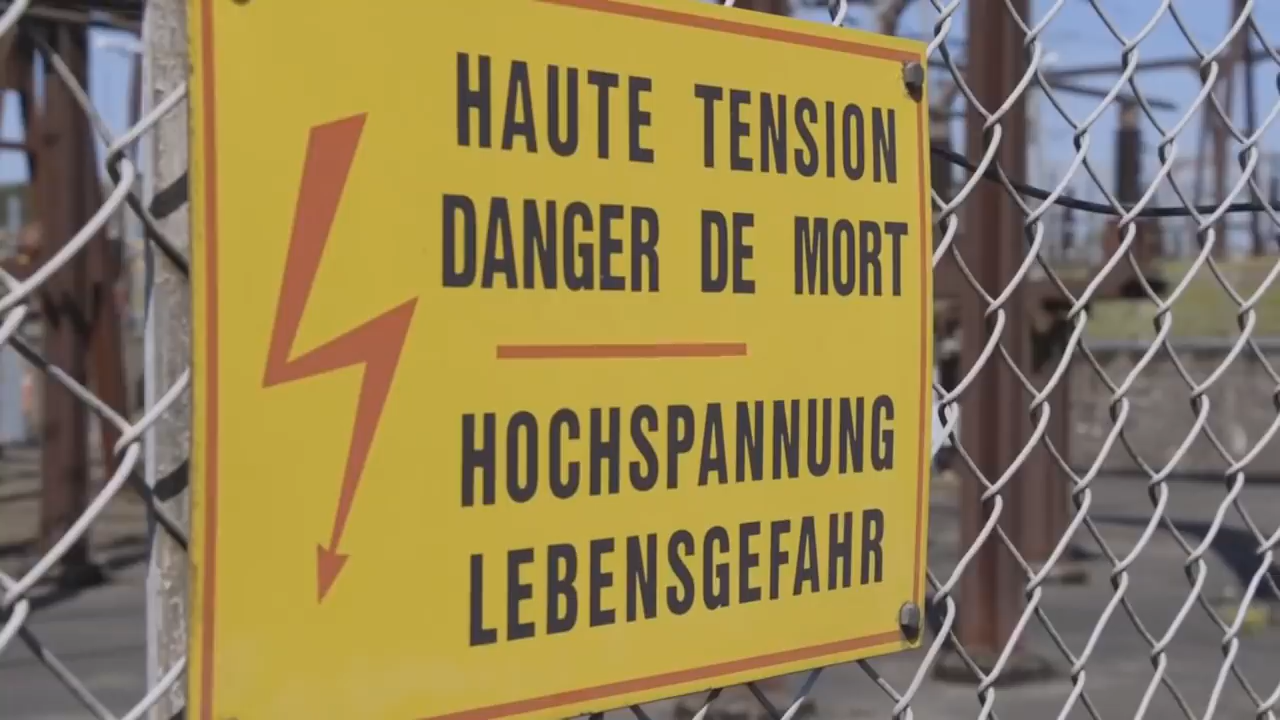 HAUTE TENSION
DANGER DE MORT
HOCHSPANNUNG
LEBENSGEFAHR